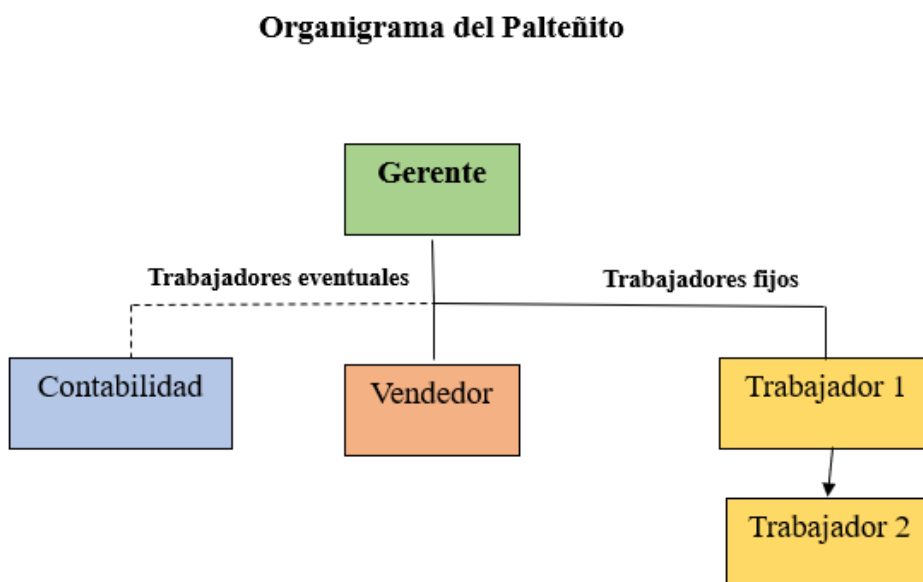 Organigrama del Palteñito
Gerente
Trabajadores eventuales
Trabajadores fijos
Contabilidad
Vendedor
Trabajador 1
Trabajador 2